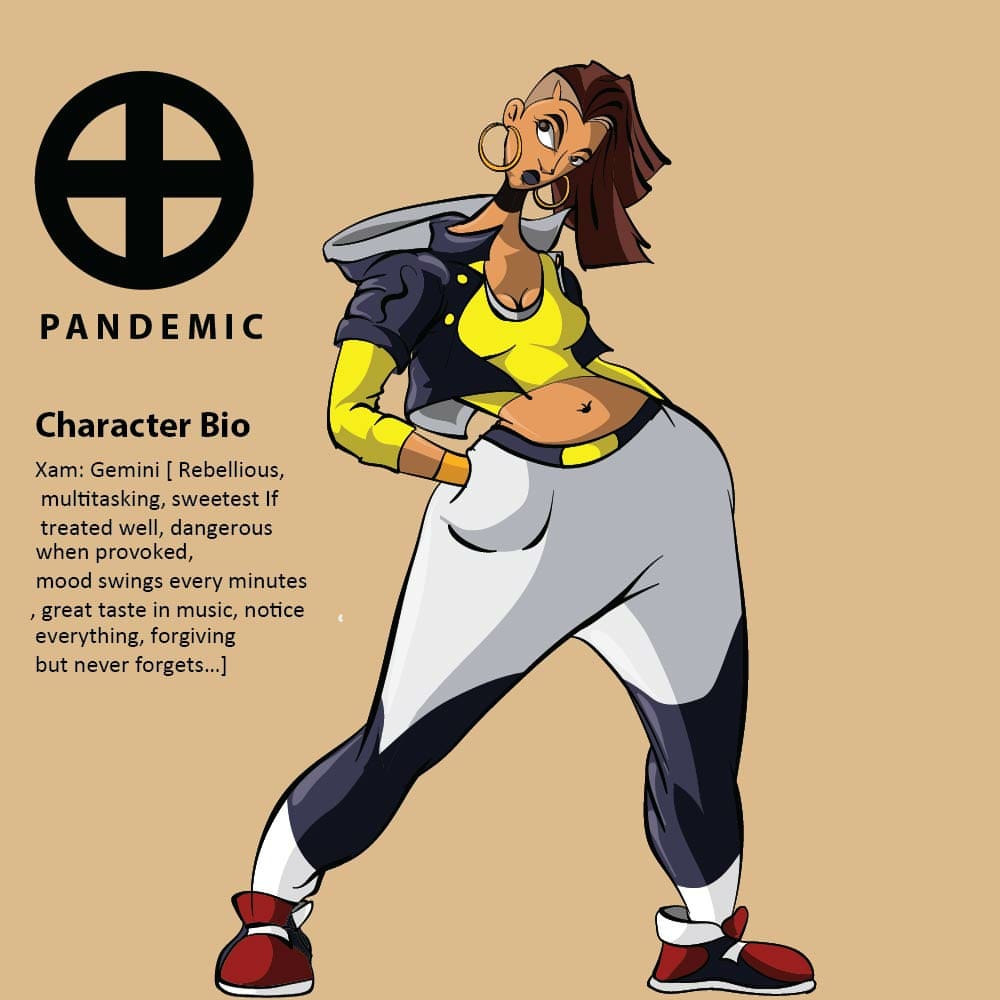 PANDEMIC
Character Bio
Xam: Gemini [ Rebellious,
multitasking, sweetest If
treated well, dangerous
when provoked,
mood swings every minutes
, great taste in music, notice
everything, forgiving
but never forgets...]